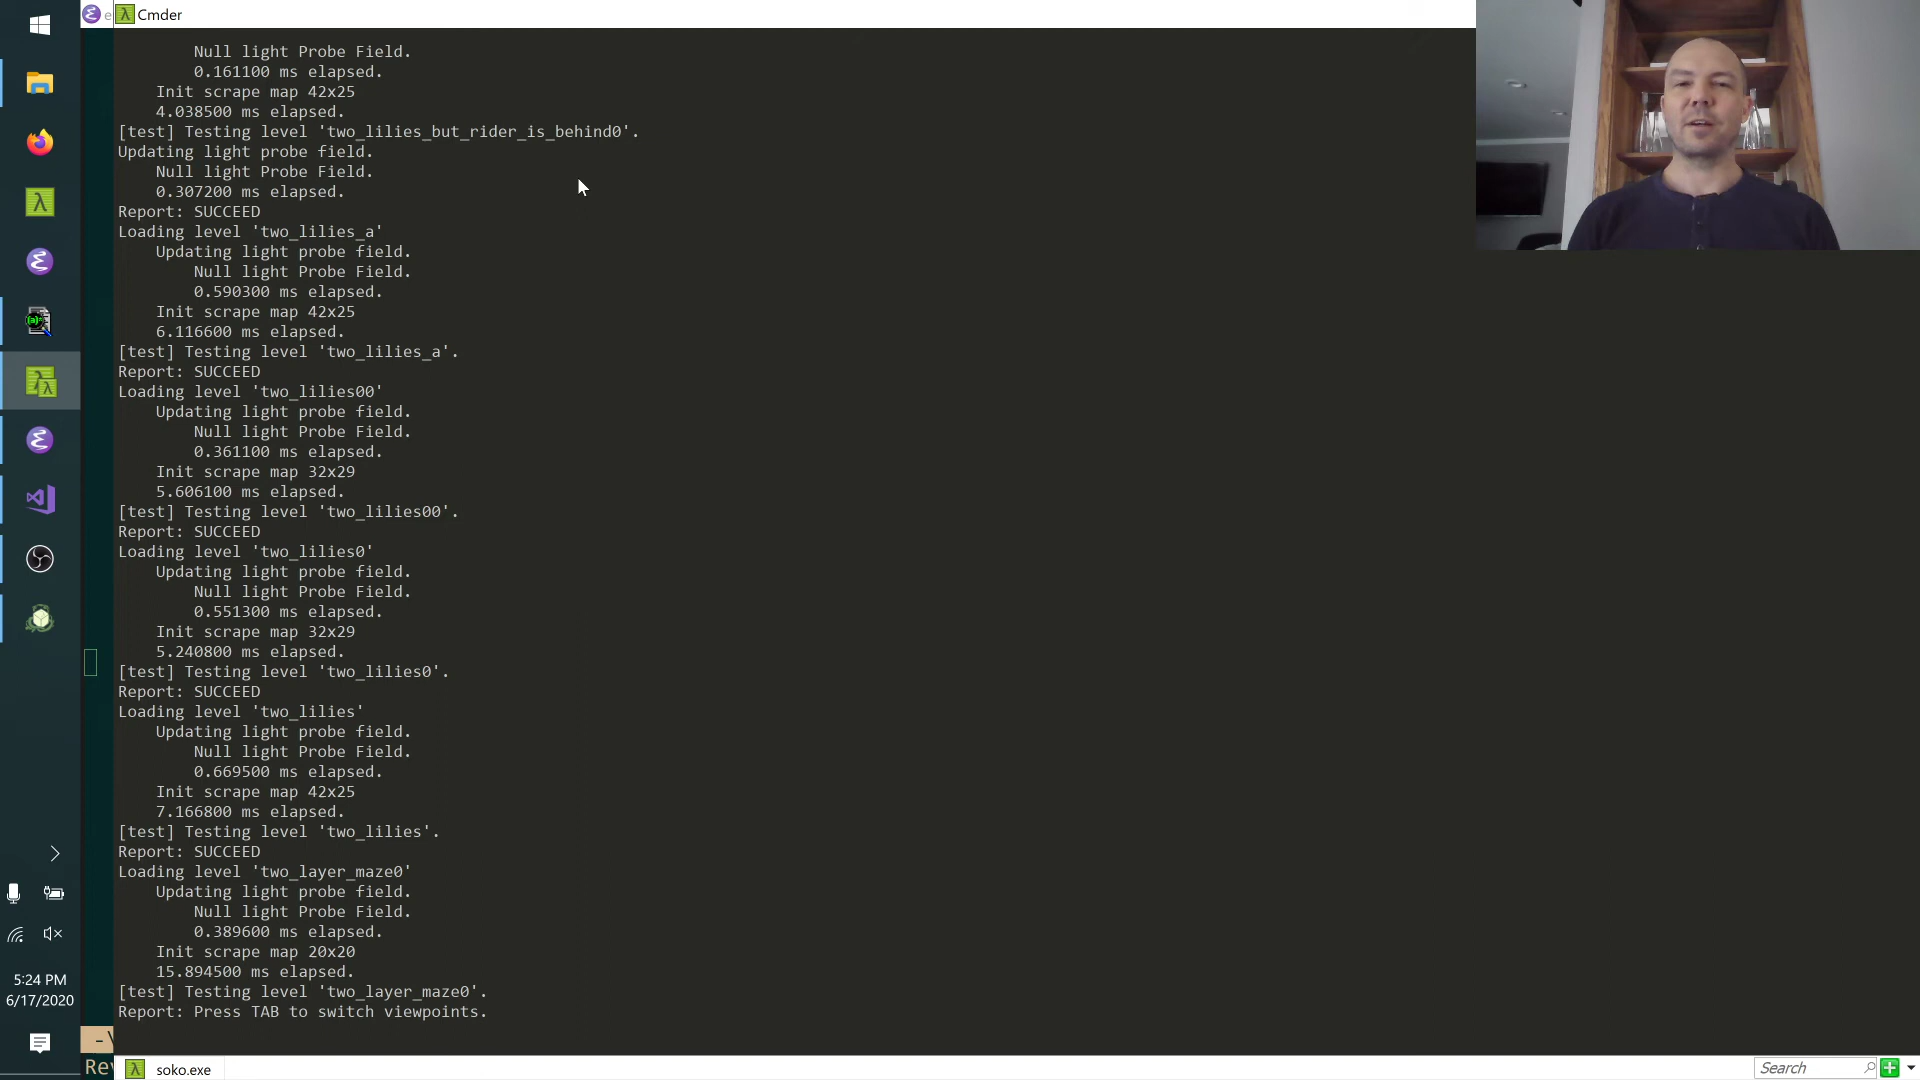 e
Cmder
Null light Probe Field.
0.161100 ms elapsed.
Init scrape map 42x25
4.038500 ms elapsed.
[test] Testing level 'two_lilies_but_rider_is_behind0'.
Updating light probe field.
Null light Probe Field.
0.307200 ms elapsed.
Report: SUCCEED
Loading level 'two_lilies_a'
Updating light probe field.
Null light Probe Field.
0.590300 ms elapsed.
Init scrape map 42x25
6.116600 ms elapsed.
[test] Testing level 'two_lilies_a'.
Report: SUCCEED
Loading level 'two_lilies00'
Updating light probe field.
Null light Probe Field.
0.361100 ms elapsed.
Init scrape map 32x29
5.606100 ms elapsed.
[test] Testing level 'two_lilies00'.
Report: SUCCEED
Loading level 'two_lilies0'
Updating light probe field.
Null light Probe Field.
0.551300 ms elapsed.
Init scrape map 32x29
5.240800 ms elapsed.
[test] Testing level 'two_lilies0'.
Report: SUCCEED
Loading level 'two_lilies'
Updating light probe field.
Null light Probe Field.
0.669500 ms elapsed.
Init scrape map 42x25
7.166800 ms elapsed.
[test] Testing level 'two_lilies'.
Report: SUCCEED
Loading level 'two_layer_maze0'
Updating light probe field.
Null light Probe Field.
0.389600 ms elapsed.
Init scrape map 20x20
15.894500 ms elapsed.
[test] Testing level 'two_layer_maze0'.
Report: Press TAB to switch viewpoints.
5:24 PM
6/17/2020
-\
Rev
soko.exe
Search